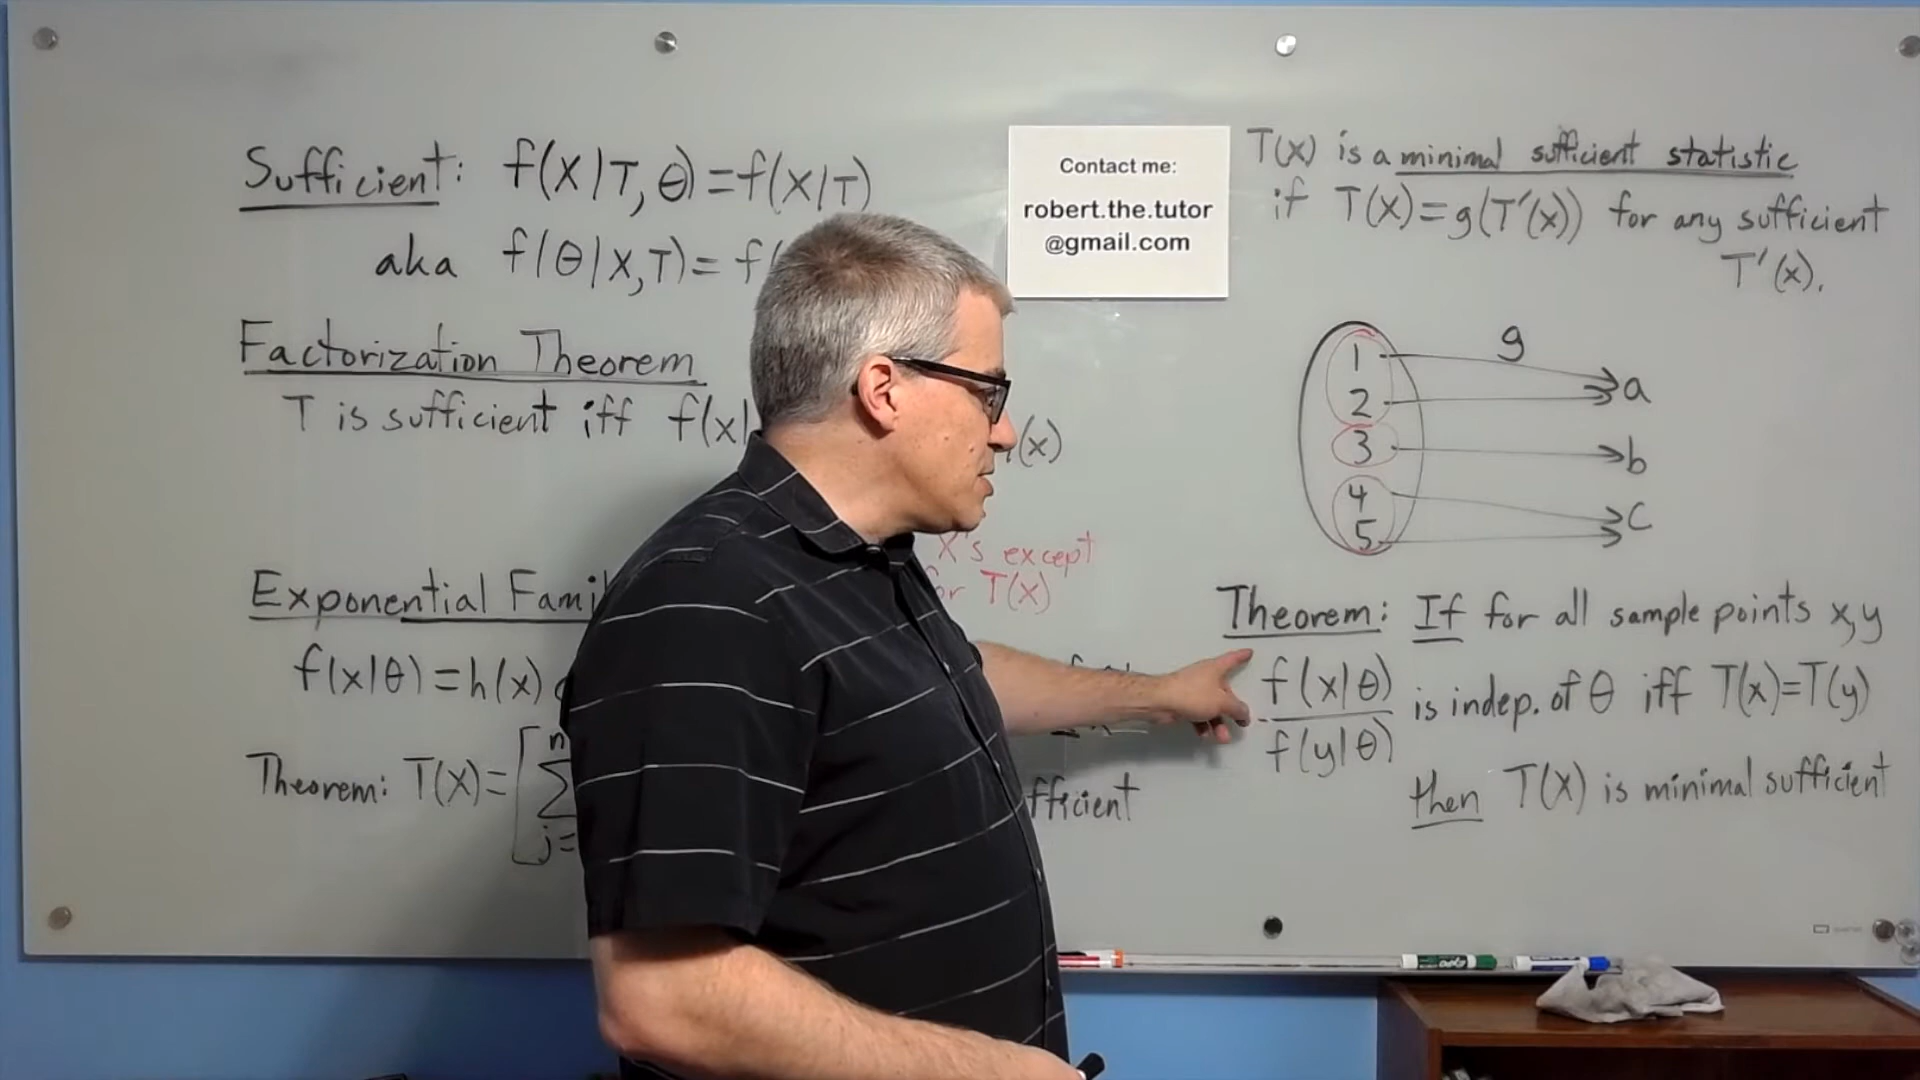 Sufficient: f(X|T, θ)=f(X|T)
aka f(θ|X,T)= f(
Factorization Theorem
T is sufficient iff f(x| (x)
X's except
for T(X)
Exponential Fami
f(x|θ)=h(x)
Theorem: T(X)=[ n Σ j= fficient
Contact me:
robert.the.tutor
@gmail.com
T(X) is a minimal sufficient statistic
if T(X)=g(T'(X)) for any sufficient
T'(X).
g
1
2
3
4
5
a
b
c
Theorem: If for all sample points x,y
f(x|θ)
f(y|θ)
is indep. of θ iff T(x)=T(y)
then T(X) is minimal sufficient
EXPO